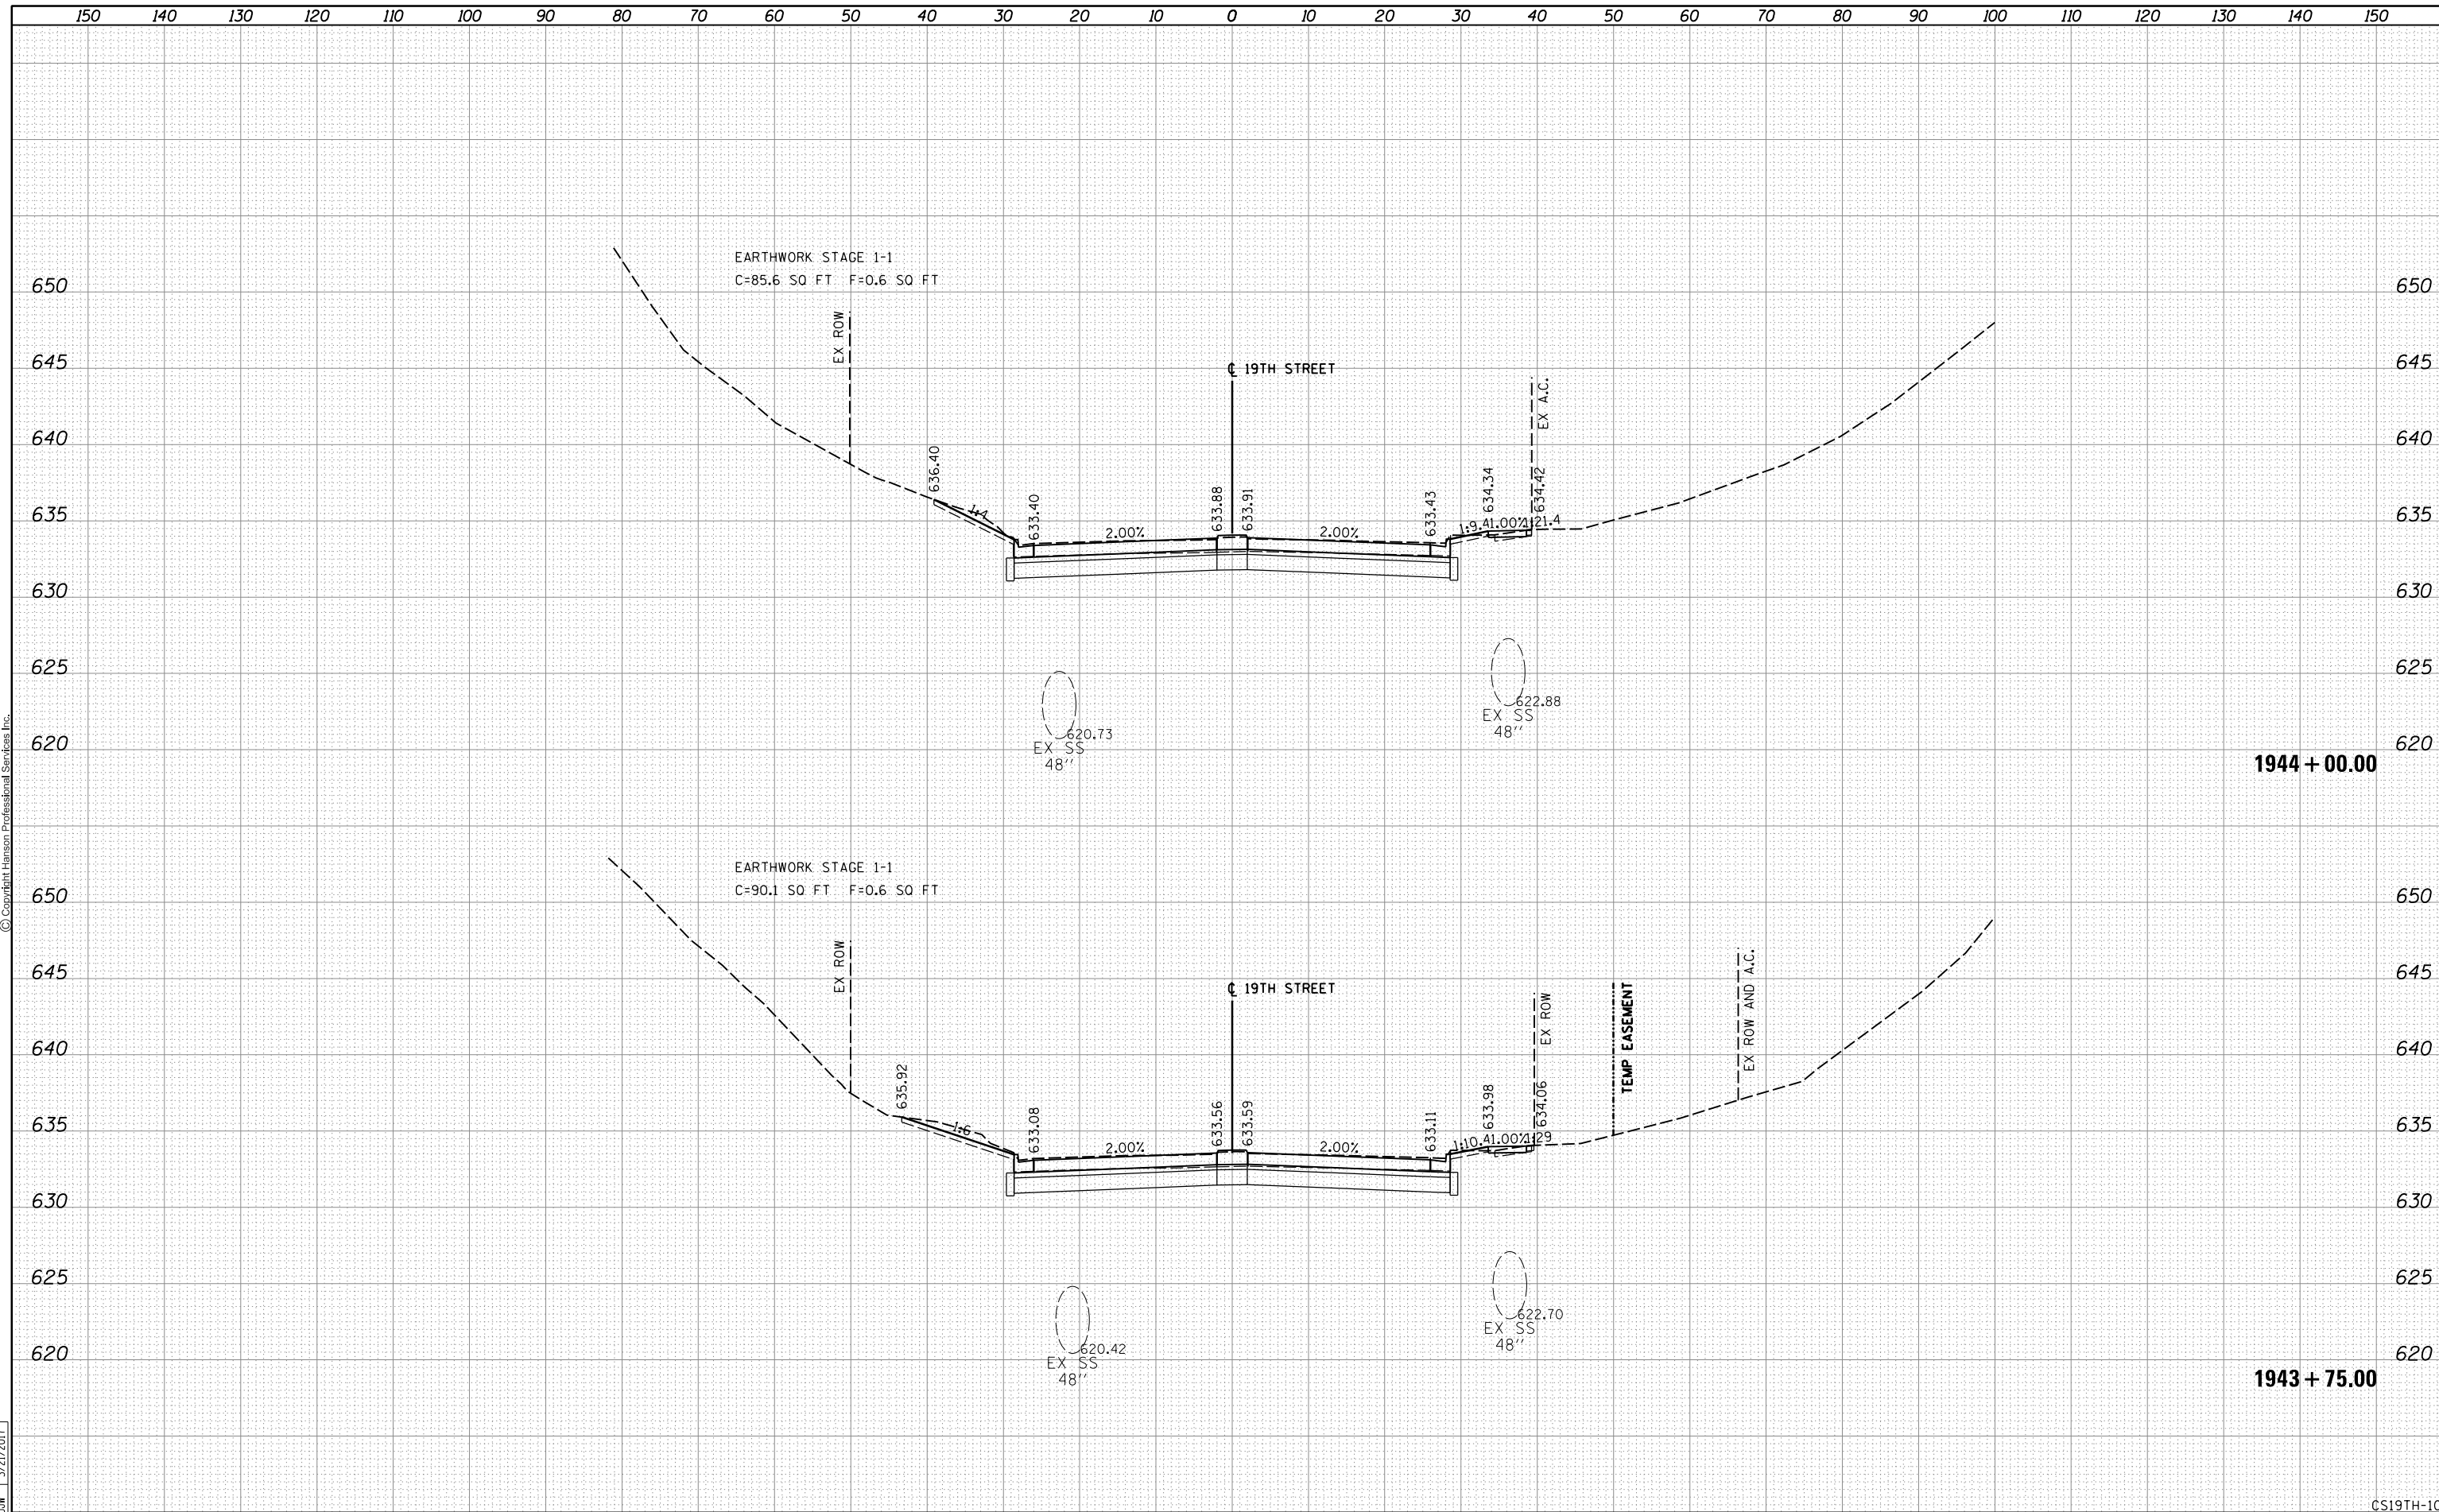 150 140 130 120 110 100 90 80 70 60 50 40 30 20 10 0 10 20 30 40 50 60 70 80 90 100 110 120 130 140 150
EARTHWORK STAGE 1-1
C=85.6 SQ FT F=0.6 SQ FT
650 650
EX ROW
645 645
℄ 19TH STREET
EX A.C.
640 640
636.40
633.40
633.88
633.91
633.43
634.34
634.42
635 635
1:4
2.00%
2.00%
1:9.4
1.00%
1:21.4
630 630
625 625
622.88
EX SS
48''
620.73
EX SS
48''
620 620
1944+00.00
EARTHWORK STAGE 1-1
C=90.1 SQ FT F=0.6 SQ FT
650 650
EX ROW
645 645
℄ 19TH STREET
EX ROW
TEMP EASEMENT
EX ROW AND A.C.
640 640
635.92
633.08
633.56
633.59
633.11
633.98
634.06
635 635
1:6
2.00%
2.00%
1:10.4
1.00%
1:29
630 630
625 625
622.70
EX SS
48''
620.42
EX SS
48''
620 620
1943+75.00
© Copyright Hanson Professional Services Inc.
CS19TH-10